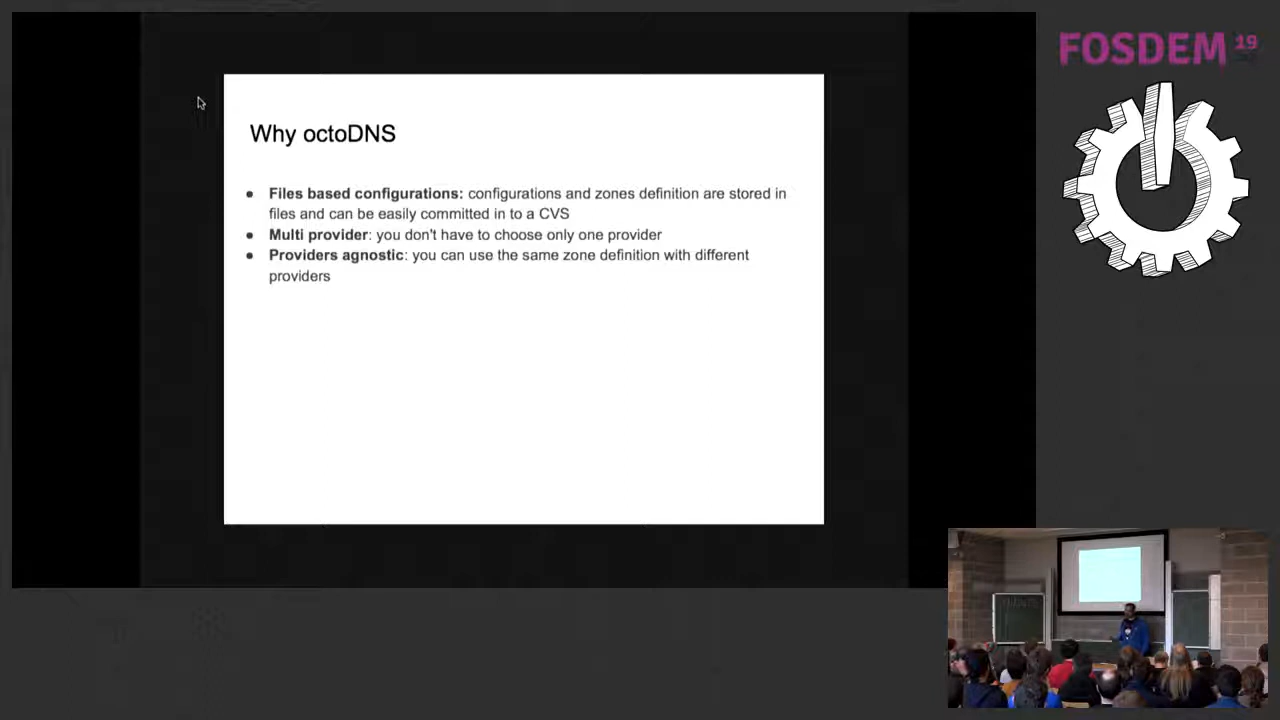 FOSDEM 19
Why octoDNS
● Files based configurations: configurations and zones definition are stored in
files and can be easily committed in to a CVS
● Multi provider: you don't have to choose only one provider
● Providers agnostic: you can use the same zone definition with different
providers